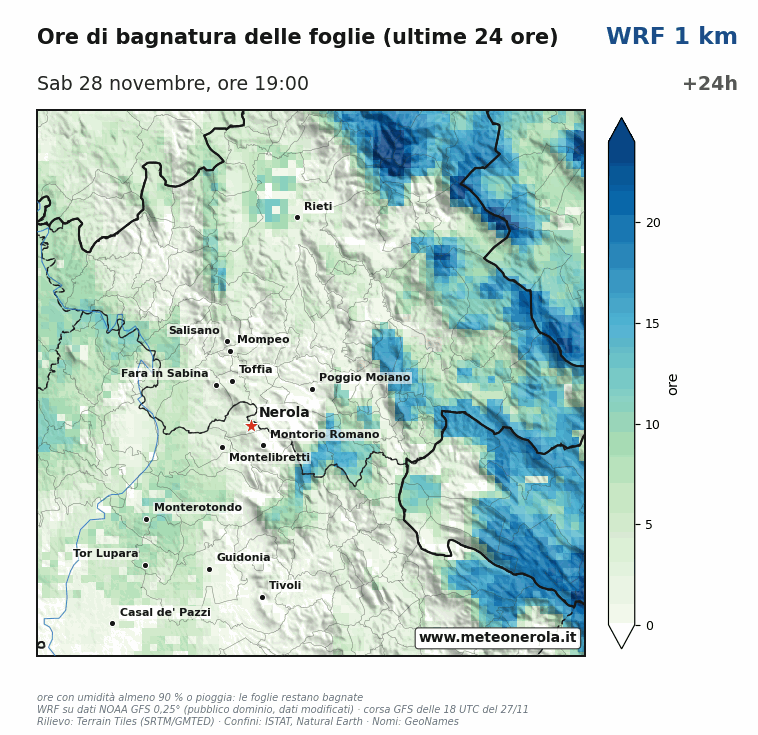 Ore di bagnatura delle foglie (ultime 24 ore)
WRF 1 km
Sab 28 novembre, ore 19:00
+24h
Rieti
Salisano
Mompeo
Toffia
Fara in Sabina
Poggio Moiano
Nerola
Montorio Romano
Montelibretti
Monterotondo
Tor Lupara
Guidonia
Tivoli
Casal de' Pazzi
www.meteonerola.it
20
15
10
5
0
ore
ore con umidità almeno 90 % o pioggia: le foglie restano bagnate
WRF su dati NOAA GFS 0,25° (pubblico dominio, dati modificati) · corsa GFS delle 18 UTC del 27/11
Rilievo: Terrain Tiles (SRTM/GMTED) · Confini: ISTAT, Natural Earth · Nomi: GeoNames